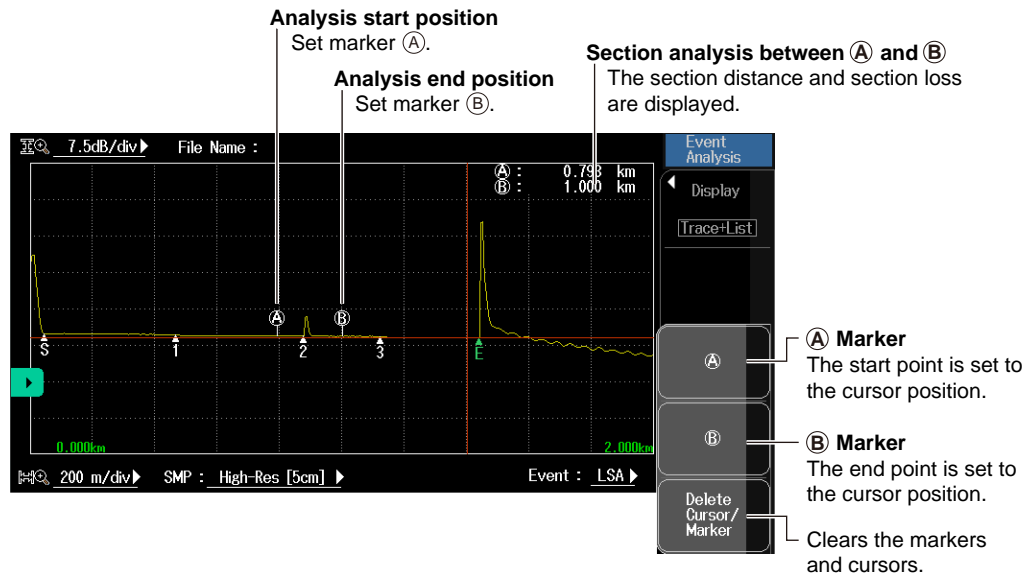 Analysis start position
Set marker Ⓐ.
Analysis end position
Set marker Ⓑ.
Section analysis between Ⓐ and Ⓑ
The section distance and section loss
are displayed.
7.5dB/div
File Name :
Ⓐ : 0.793 km
Ⓑ : 1.000 km
Ⓐ
Ⓑ
S
1
2
3
E
0.000km
2.000km
200 m/div
SMP : High-Res [5cm]
Event : LSA
Event
Analysis
Display
Trace+List
Ⓐ
Ⓑ
Delete
Cursor/
Marker
Ⓐ Marker
The start point is set to
the cursor position.
Ⓑ Marker
The end point is set to
the cursor position.
Clears the markers
and cursors.